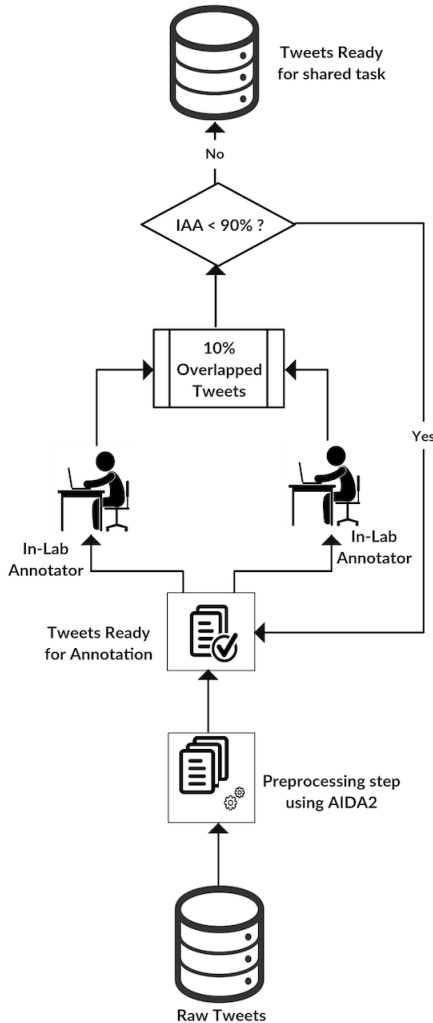 Tweets Ready
for shared task
No
IAA < 90% ?
10%
Overlapped
Tweets
Yes
In-Lab
Annotator
In-Lab
Annotator
Tweets Ready
for Annotation
Preprocessing step
using AIDA2
Raw Tweets